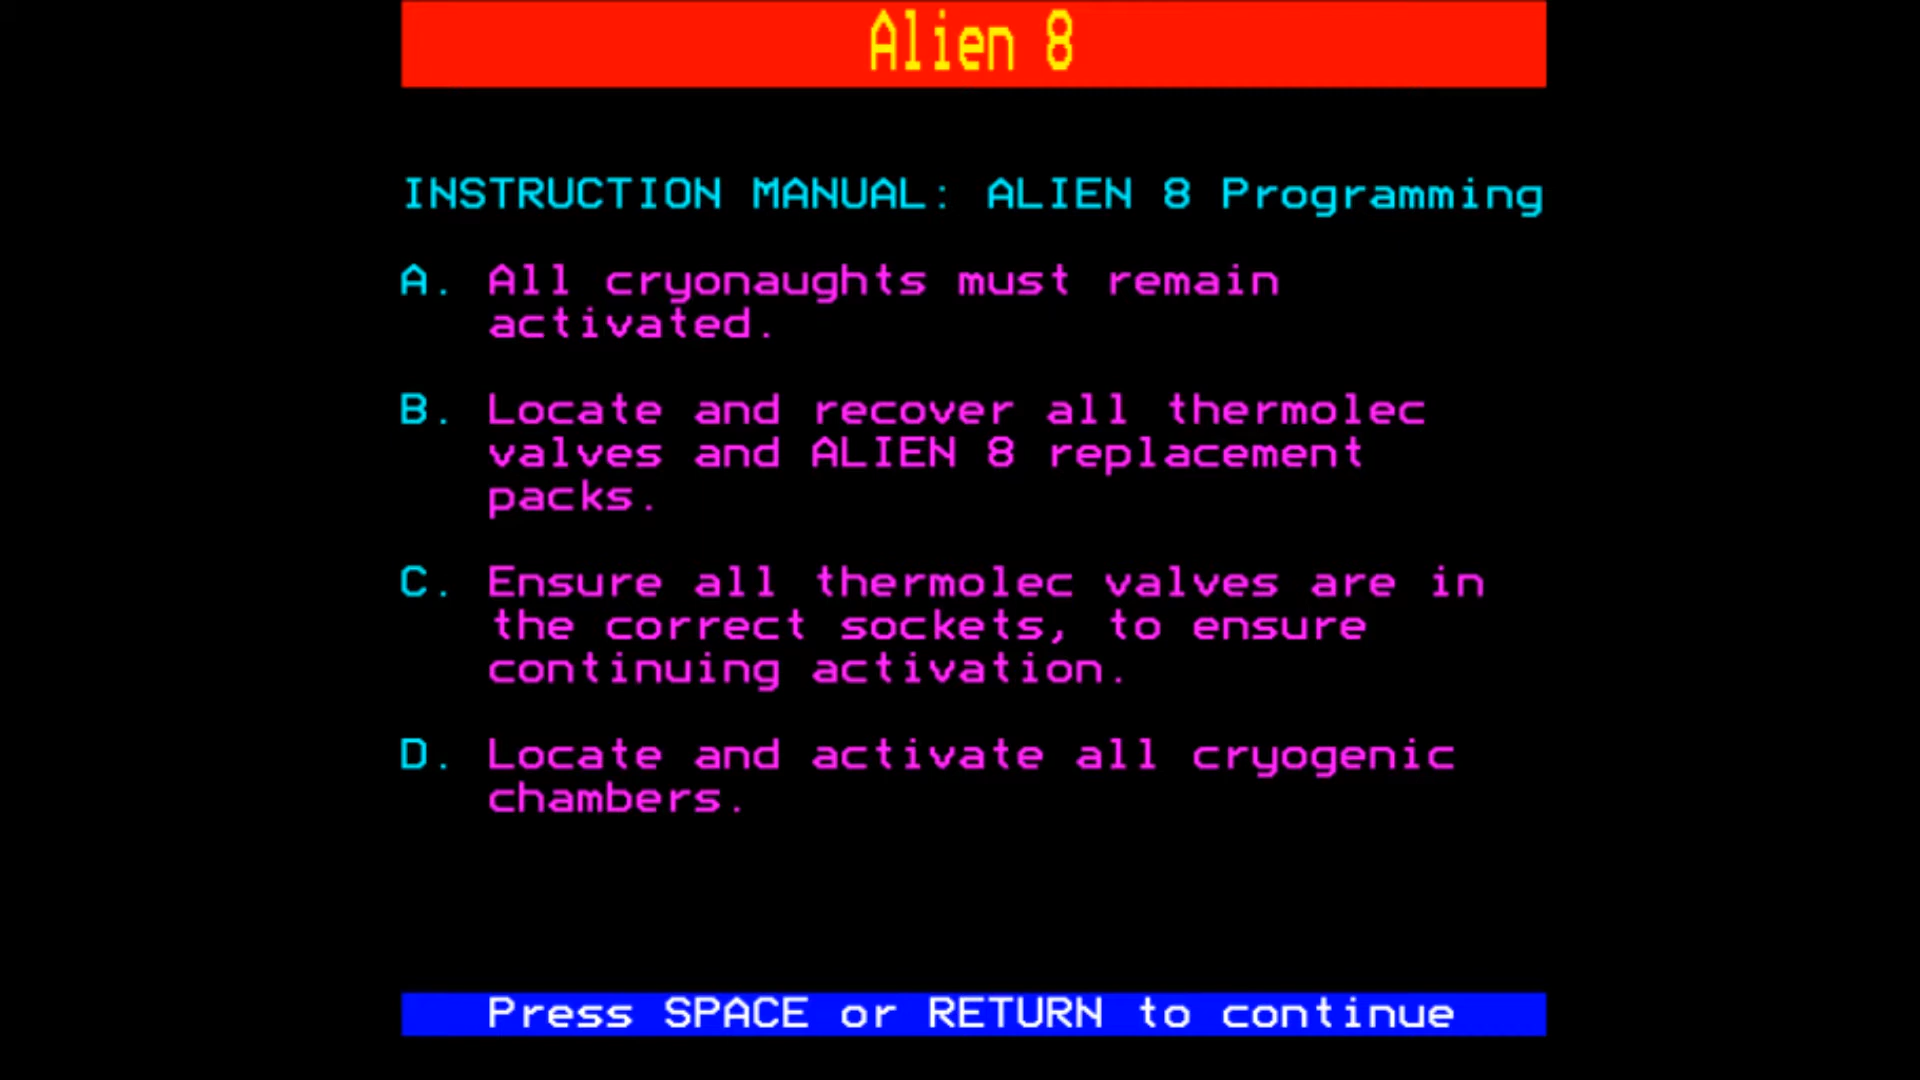 Alien 8
INSTRUCTION MANUAL: ALIEN 8 Programming
A. All cryonaughts must remain
activated.
B. Locate and recover all thermolec
valves and ALIEN 8 replacement
packs.
C. Ensure all thermolec valves are in
the correct sockets, to ensure
continuing activation.
D. Locate and activate all cryogenic
chambers.
Press SPACE or RETURN to continue